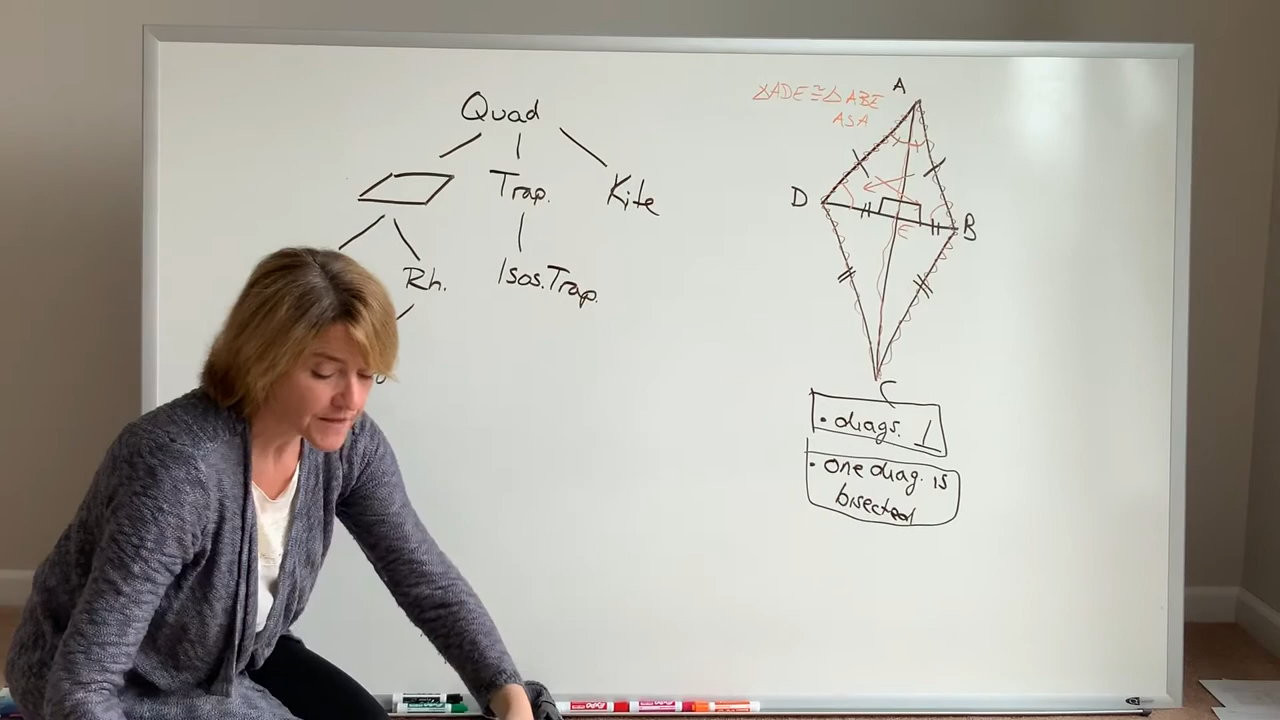 Quad
Trap.
Kite
Rh.
Isos. Trap.
△ADE ≅ △ABE
ASA
A
D
B
E
C
• diags. ⊥
• one diag. is
bisected